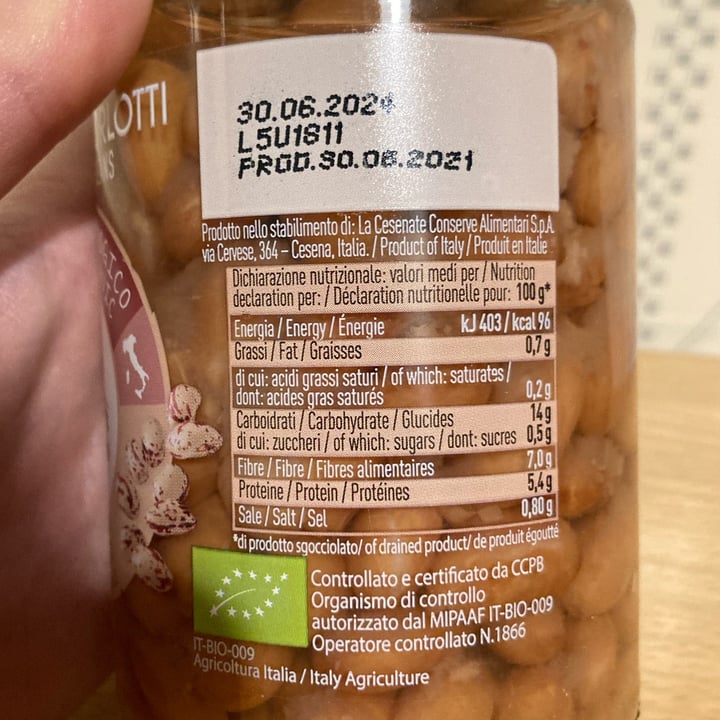 30.06.2024
L5U1811
PROD.30.06.2021
Prodotto nello stabilimento di: La Cesenate Conserve Alimentari S.p.A.
via Cervese, 364 – Cesena, Italia. / Product of Italy / Produit en Italie
Dichiarazione nutrizionale: valori medi per / Nutrition
declaration per: / Déclaration nutritionelle pour: 100 g*
Energia / Energy / Énergie kJ 403 / kcal 96
Grassi / Fat / Graisses 0,7 g
di cui: acidi grassi saturi / of which: saturates /
dont: acides gras saturés 0,2 g
Carboidrati / Carbohydrate / Glucides 14 g
di cui: zuccheri / of which: sugars / dont: sucres 0,5 g
Fibre / Fibre / Fibres alimentaires 7,0 g
Proteine / Protein / Protéines 5,4 g
Sale / Salt / Sel 0,80 g
*di prodotto sgocciolato/ of drained product/ de produit égoutté
Controllato e certificato da CCPB
Organismo di controllo
autorizzato dal MIPAAF IT-BIO-009
Operatore controllato N.1866
IT-BIO-009
Agricoltura Italia / Italy Agriculture